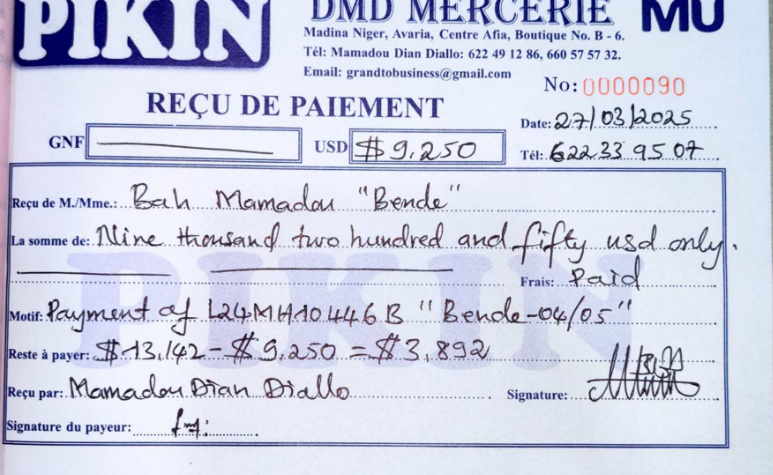 PIKIN DMD MERCERIE MU
Madina Niger, Avaria, Centre Afia, Boutique No. B - 6.
Tél: Mamadou Dian Diallo: 622 49 12 86, 660 57 57 32.
Email: grandtobusiness@gmail.com
No: 0000090
REÇU DE PAIEMENT
Date: 27/03/2025
GNF USD $ 9,250
Tél: 622 33 95 07
Reçu de M./Mme.: Bah Mamadou "Bende"
La somme de: Nine thousand two hundred and fifty usd only.
Frais: Paid
PIKIN
Motif: Payment of L24MH10446B "Bende-04/05"
Reste à payer: $13,142 - $ 9,250 = $3,892
Reçu par: Mamadou Dian Diallo
Signature:
Signature du payeur: